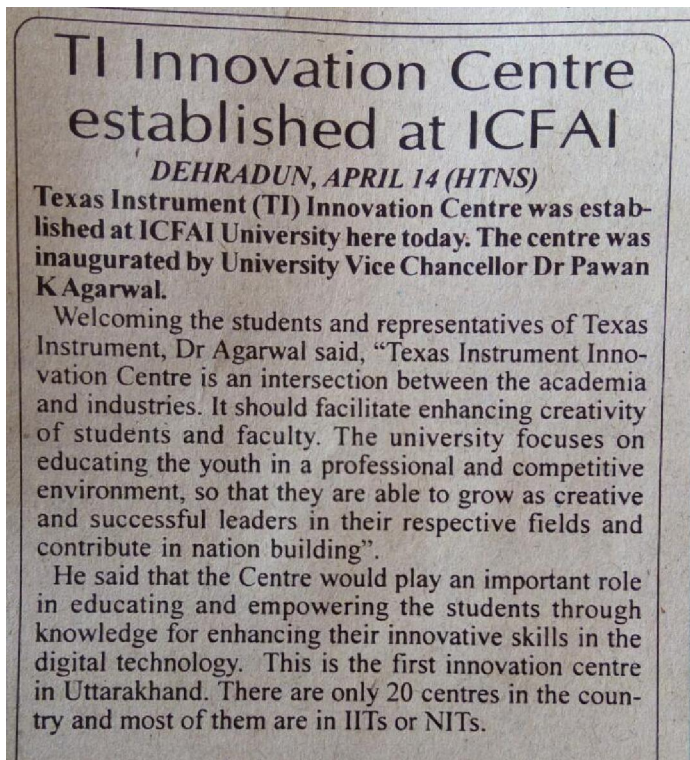 TI Innovation Centre
established at ICFAI
DEHRADUN, APRIL 14 (HTNS)
Texas Instrument (TI) Innovation Centre was estab-
lished at ICFAI University here today. The centre was
inaugurated by University Vice Chancellor Dr Pawan
K Agarwal.
Welcoming the students and representatives of Texas
Instrument, Dr Agarwal said, “Texas Instrument Inno-
vation Centre is an intersection between the academia
and industries. It should facilitate enhancing creativity
of students and faculty. The university focuses on
educating the youth in a professional and competitive
environment, so that they are able to grow as creative
and successful leaders in their respective fields and
contribute in nation building”.
He said that the Centre would play an important role
in educating and empowering the students through
knowledge for enhancing their innovative skills in the
digital technology. This is the first innovation centre
in Uttarakhand. There are only 20 centres in the coun-
try and most of them are in IITs or NITs.